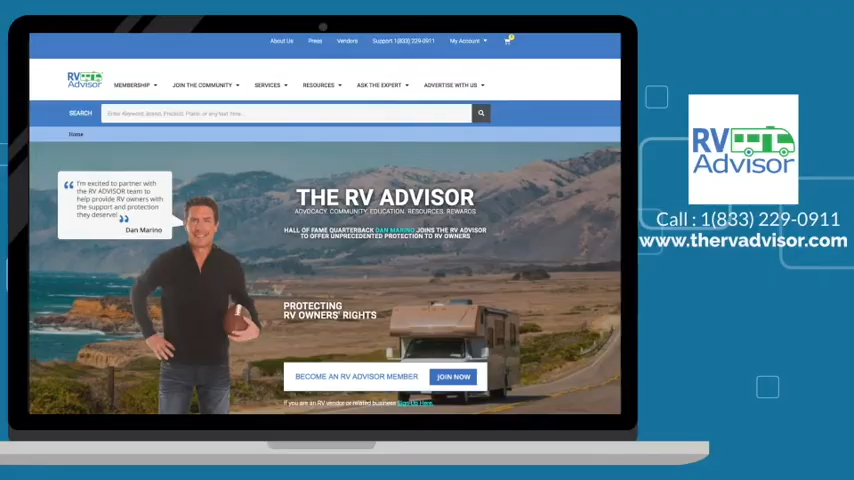 About Us Press Vendors Support 1(833) 229-0911 My Account
RV
Advisor
MEMBERSHIP JOIN THE COMMUNITY SERVICES RESOURCES ASK THE EXPERT ADVERTISE WITH US
SEARCH
Home
I'm excited to partner with
the RV ADVISOR team to
help provide RV owners with
the support and protection
they deserve.
Dan Marino
THE RV ADVISOR
ADVOCACY. COMMUNITY. EDUCATION. RESOURCES. REWARDS
HALL OF FAME QUARTERBACK DAN MARINO JOINS THE RV ADVISOR
TO OFFER UNPRECEDENTED PROTECTION TO RV OWNERS
PROTECTING
RV OWNERS' RIGHTS
BECOME AN RV ADVISOR MEMBER JOIN NOW
If you are an RV vendor or related business Sign Up Here.
RV
Advisor
Call : 1(833) 229-0911
www.thervadvisor.com